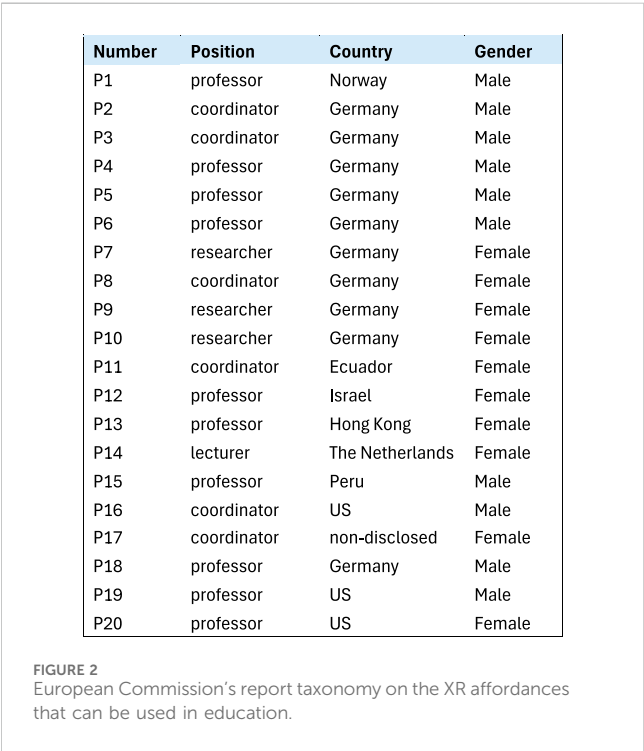 Number Position Country Gender
P1 professor Norway Male
P2 coordinator Germany Male
P3 coordinator Germany Male
P4 professor Germany Male
P5 professor Germany Male
P6 professor Germany Male
P7 researcher Germany Female
P8 coordinator Germany Female
P9 researcher Germany Female
P10 researcher Germany Female
P11 coordinator Ecuador Female
P12 professor Israel Female
P13 professor Hong Kong Female
P14 lecturer The Netherlands Female
P15 professor Peru Male
P16 coordinator US Male
P17 coordinator non-disclosed Female
P18 professor Germany Male
P19 professor US Male
P20 professor US Female
FIGURE 2
European Commission’s report taxonomy on the XR affordances
that can be used in education.